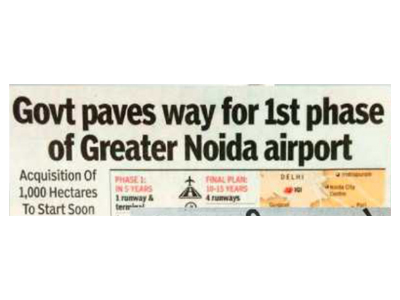 Govt paves way for 1st phase
of Greater Noida airport
Acquisition Of
1,000 Hectares
To Start Soon
PHASE 1:
IN 5 YEARS
1 runway &
terminal
FINAL PLAN:
10-15 YEARS
4 runways
DELHI
IGI
Indirapuram
Noida City
Centre